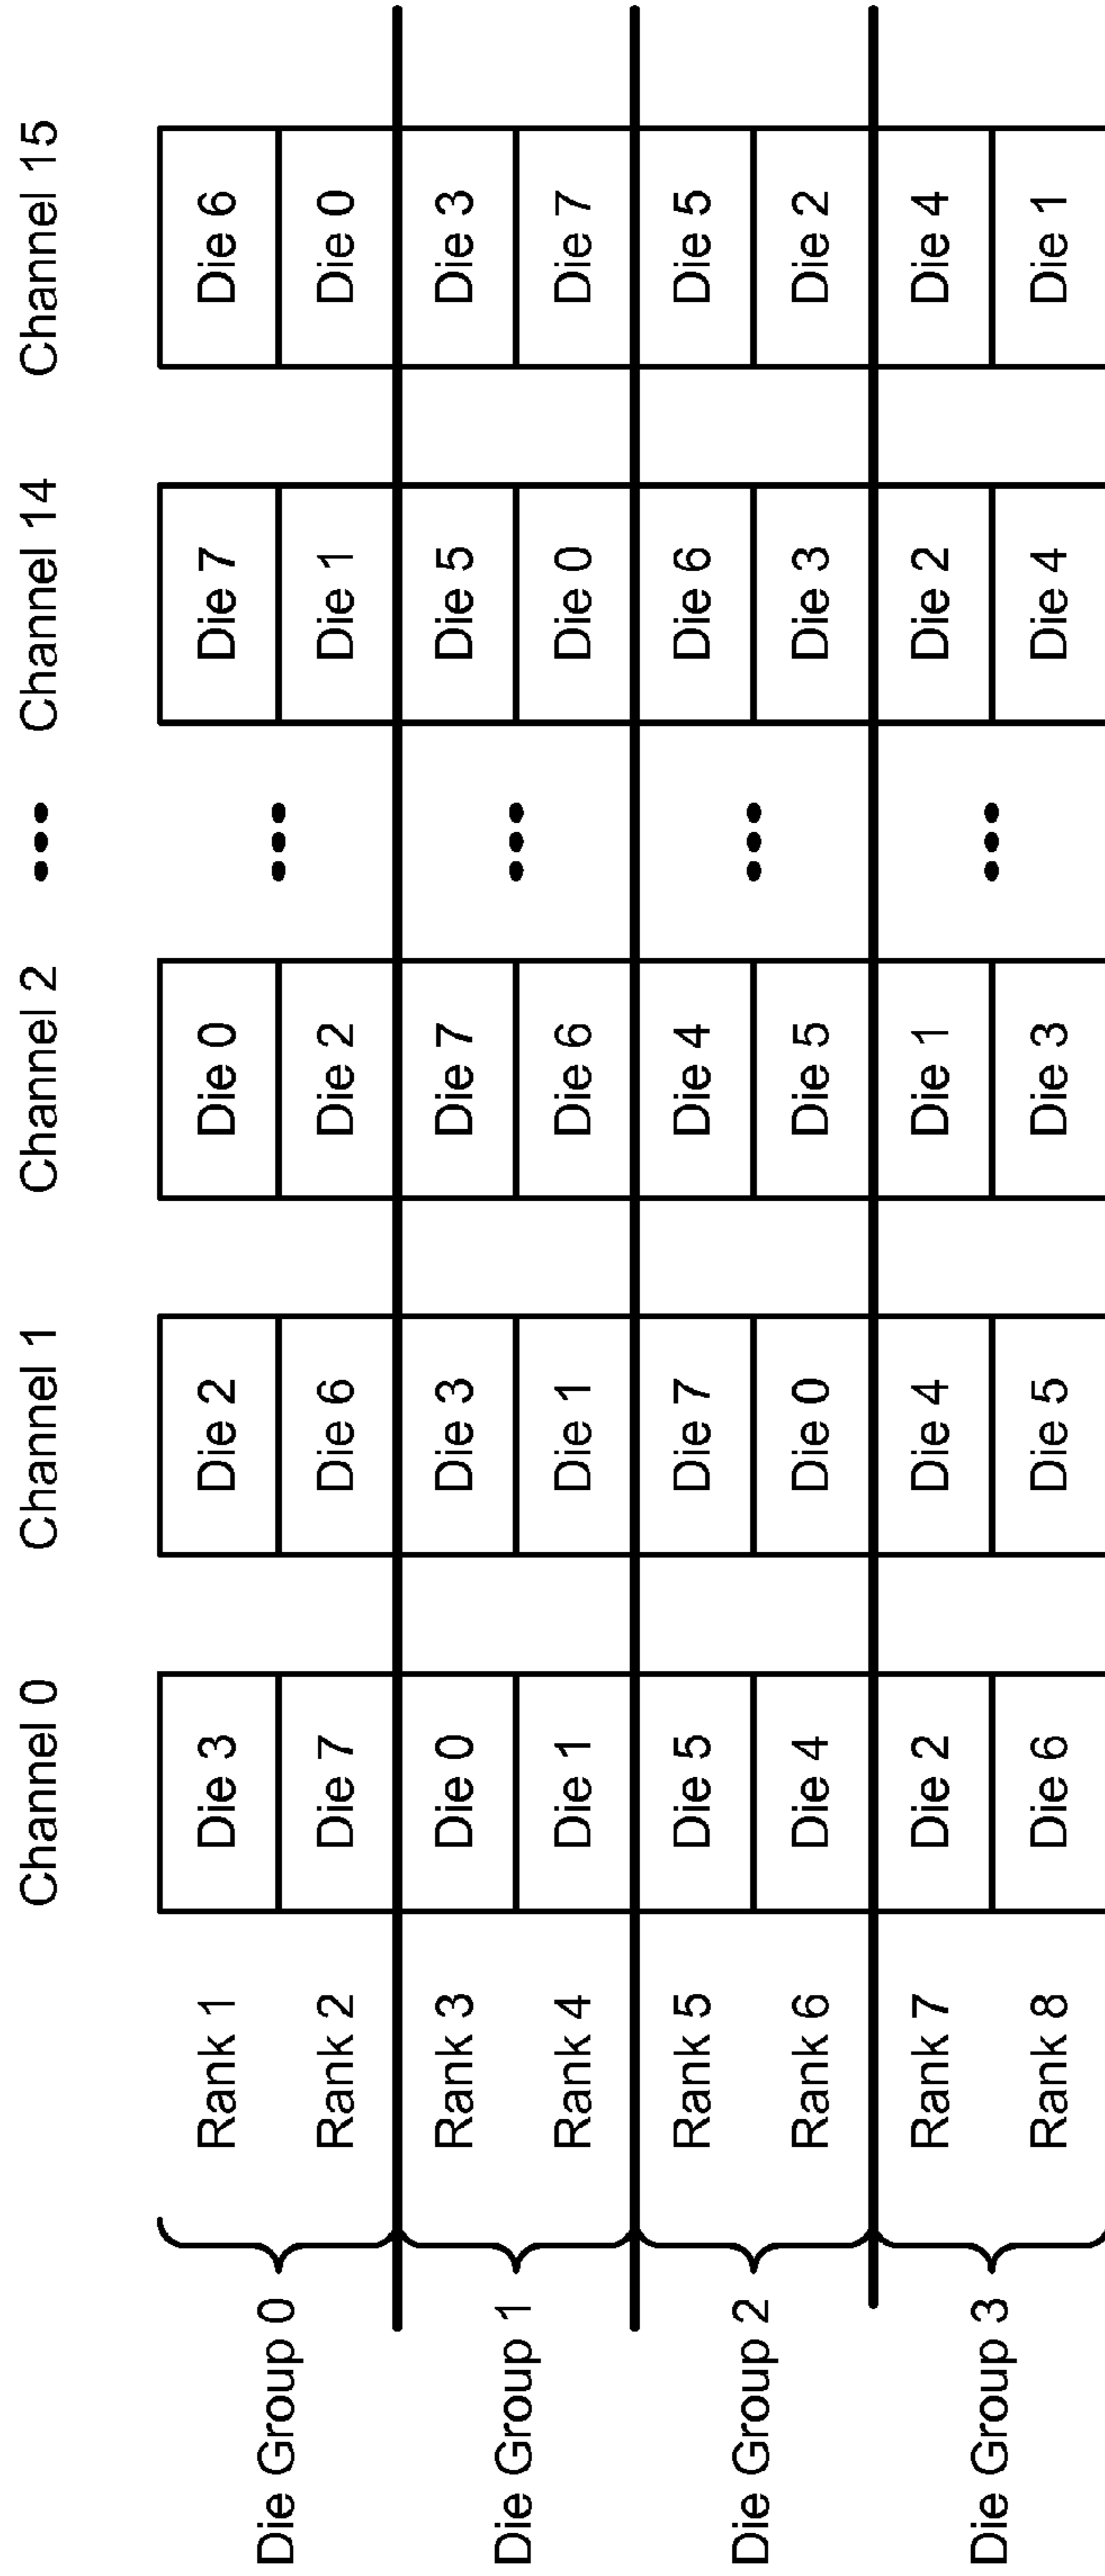 Channel 0 Channel 1 Channel 2 ••• Channel 14 Channel 15
Die Group 0
Rank 1 Die 3 Die 2 Die 0 Die 7 Die 6
Rank 2 Die 7 Die 6 Die 2 ••• Die 1 Die 0
Die Group 1
Rank 3 Die 0 Die 3 Die 7 Die 5 Die 3
Rank 4 Die 1 Die 1 Die 6 ••• Die 0 Die 7
Die Group 2
Rank 5 Die 5 Die 7 Die 4 Die 6 Die 5
Rank 6 Die 4 Die 0 Die 5 ••• Die 3 Die 2
Die Group 3
Rank 7 Die 2 Die 4 Die 1 Die 2 Die 4
Rank 8 Die 6 Die 5 Die 3 ••• Die 4 Die 1